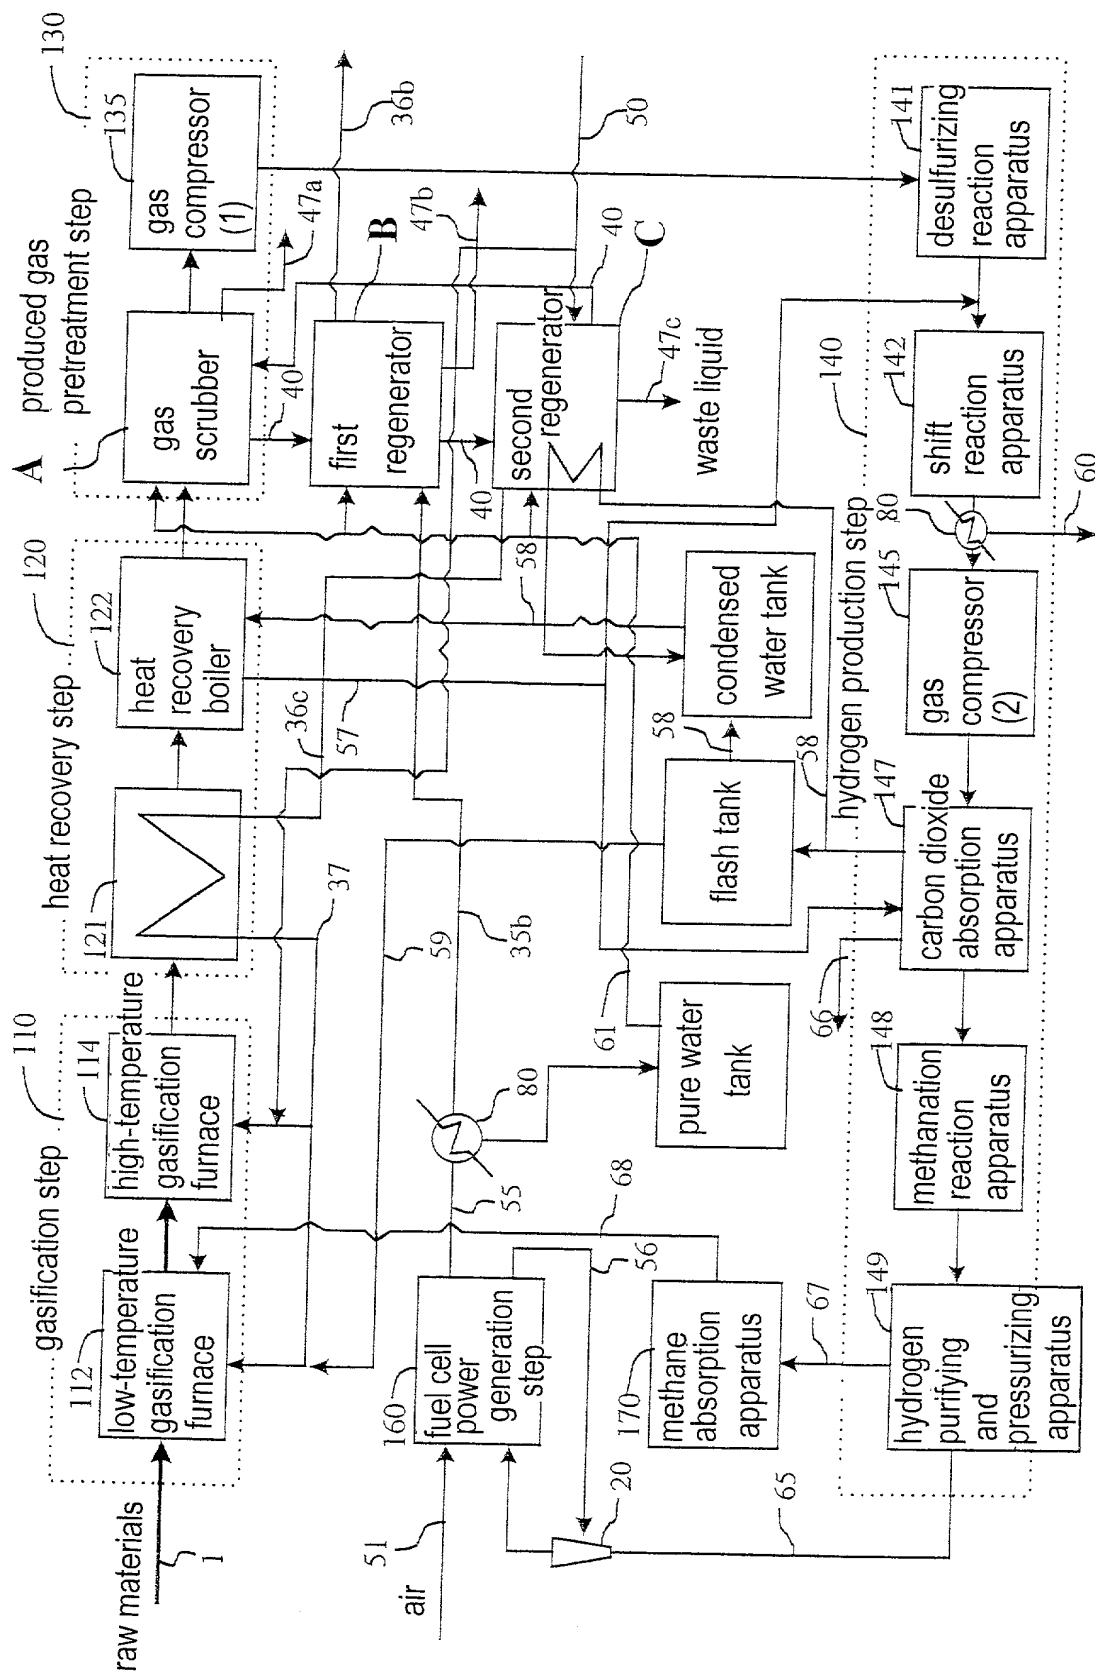 130
135
gas
compressor
(1)
36b
50
141
desulfurizing
reaction
apparatus
produced gas
pretreatment step
47a
B
47b
40
C
A
gas
scrubber
40
first
regenerator
40
second
regenerator
47c
waste liquid
140
142
shift
reaction
apparatus
120
heat recovery step
122
heat
recovery
boiler
121
36c
57
58
58
condensed
water tank
hydrogen production step
80
60
145
gas
compressor
(2)
58
147
carbon dioxide
absorption
apparatus
flash tank
37
59
35b
61
66
110
gasification step
114
high-temperature
gasification
furnace
112
low-temperature
gasification
furnace
80
pure water
tank
148
methanation
reaction
apparatus
55
68
56
160
fuel cell
power
generation
step
170
methane
absorption
apparatus
67
149
hydrogen
purifying
and
pressurizing
apparatus
raw materials
1
51
air
20
65